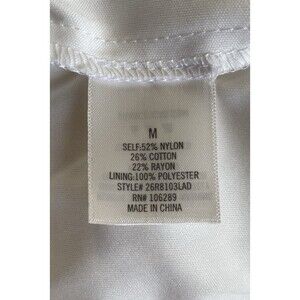 M
SELF:52% NYLON
26% COTTON
22% RAYON
LINING:100% POLYESTER
STYLE# 26R8103LAD
RN# 106289
MADE IN CHINA